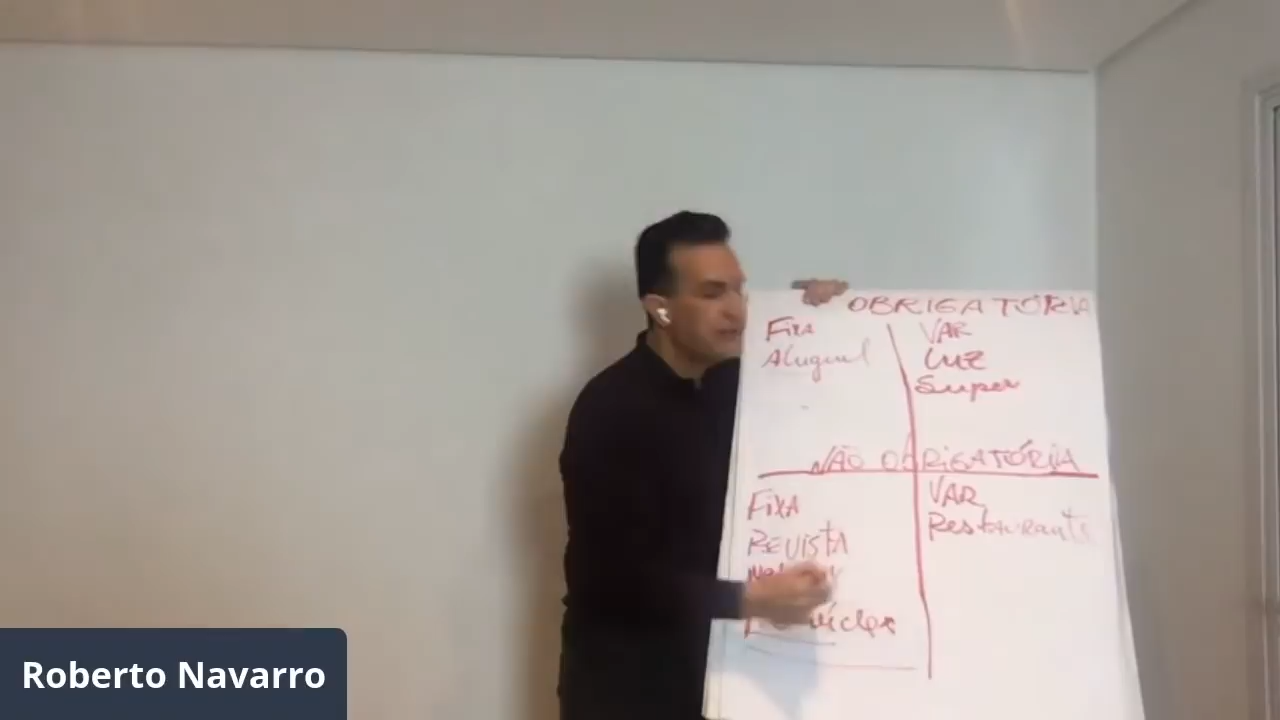 OBRIGATÓRIA
FIXA
VAR
Aluguel
LUZ
Super
NÃO OBRIGATÓRIA
FIXA
VAR
Restaurante
REVISTA
Roberto Navarro